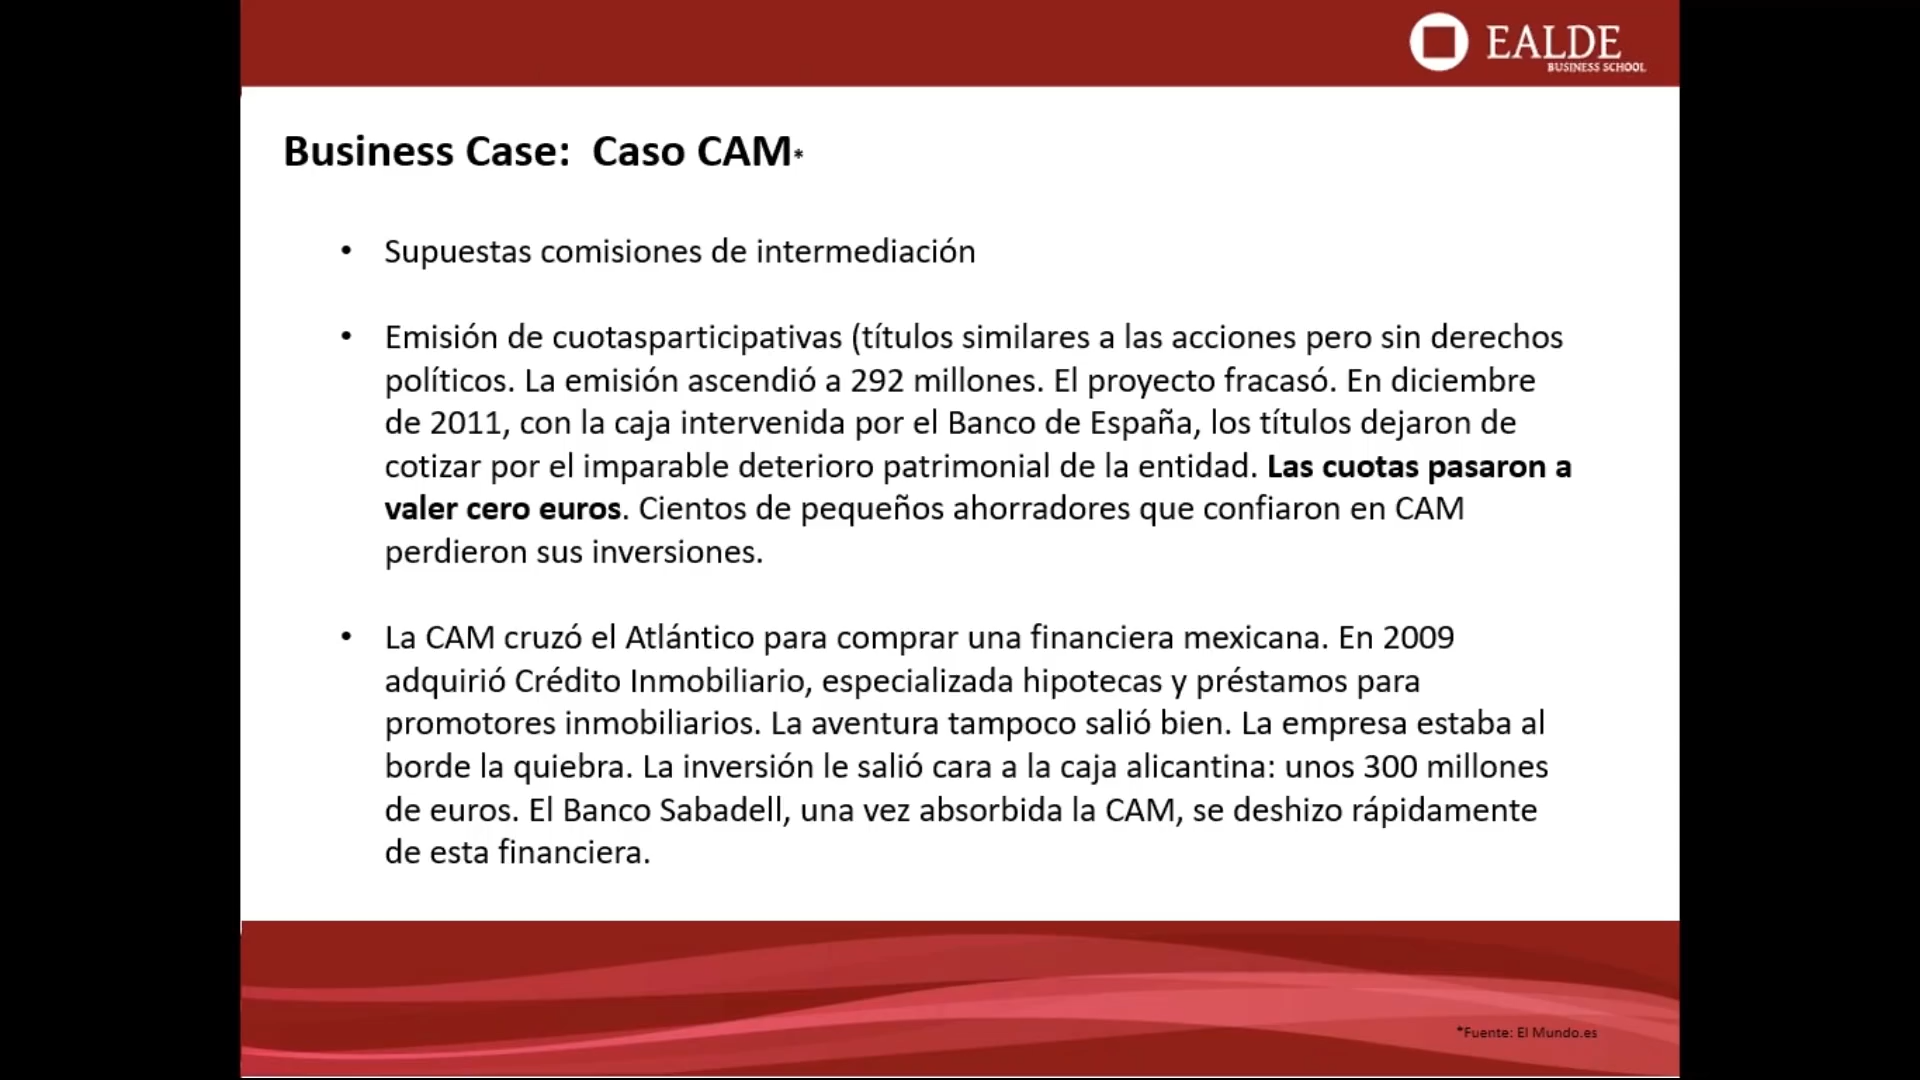 EALDE
BUSINESS SCHOOL
Business Case:  Caso CAM*
• Supuestas comisiones de intermediación
• Emisión de cuotasparticipativas (títulos similares a las acciones pero sin derechos
políticos. La emisión ascendió a 292 millones. El proyecto fracasó. En diciembre
de 2011, con la caja intervenida por el Banco de España, los títulos dejaron de
cotizar por el imparable deterioro patrimonial de la entidad. Las cuotas pasaron a
valer cero euros. Cientos de pequeños ahorradores que confiaron en CAM
perdieron sus inversiones.
• La CAM cruzó el Atlántico para comprar una financiera mexicana. En 2009
adquirió Crédito Inmobiliario, especializada hipotecas y préstamos para
promotores inmobiliarios. La aventura tampoco salió bien. La empresa estaba al
borde la quiebra. La inversión le salió cara a la caja alicantina: unos 300 millones
de euros. El Banco Sabadell, una vez absorbida la CAM, se deshizo rápidamente
de esta financiera.
*Fuente: El Mundo.es